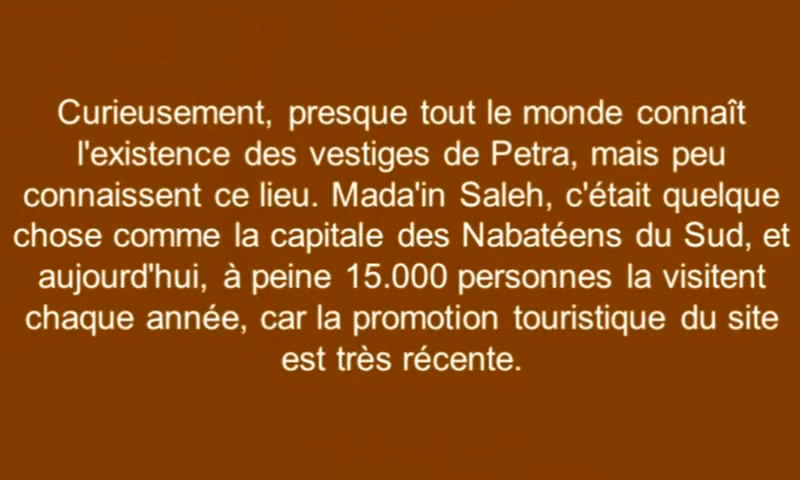 Curieusement, presque tout le monde connaît
l'existence des vestiges de Petra, mais peu
connaissent ce lieu. Mada'in Saleh, c'était quelque
chose comme la capitale des Nabatéens du Sud, et
aujourd'hui, à peine 15.000 personnes la visitent
chaque année, car la promotion touristique du site
est très récente.